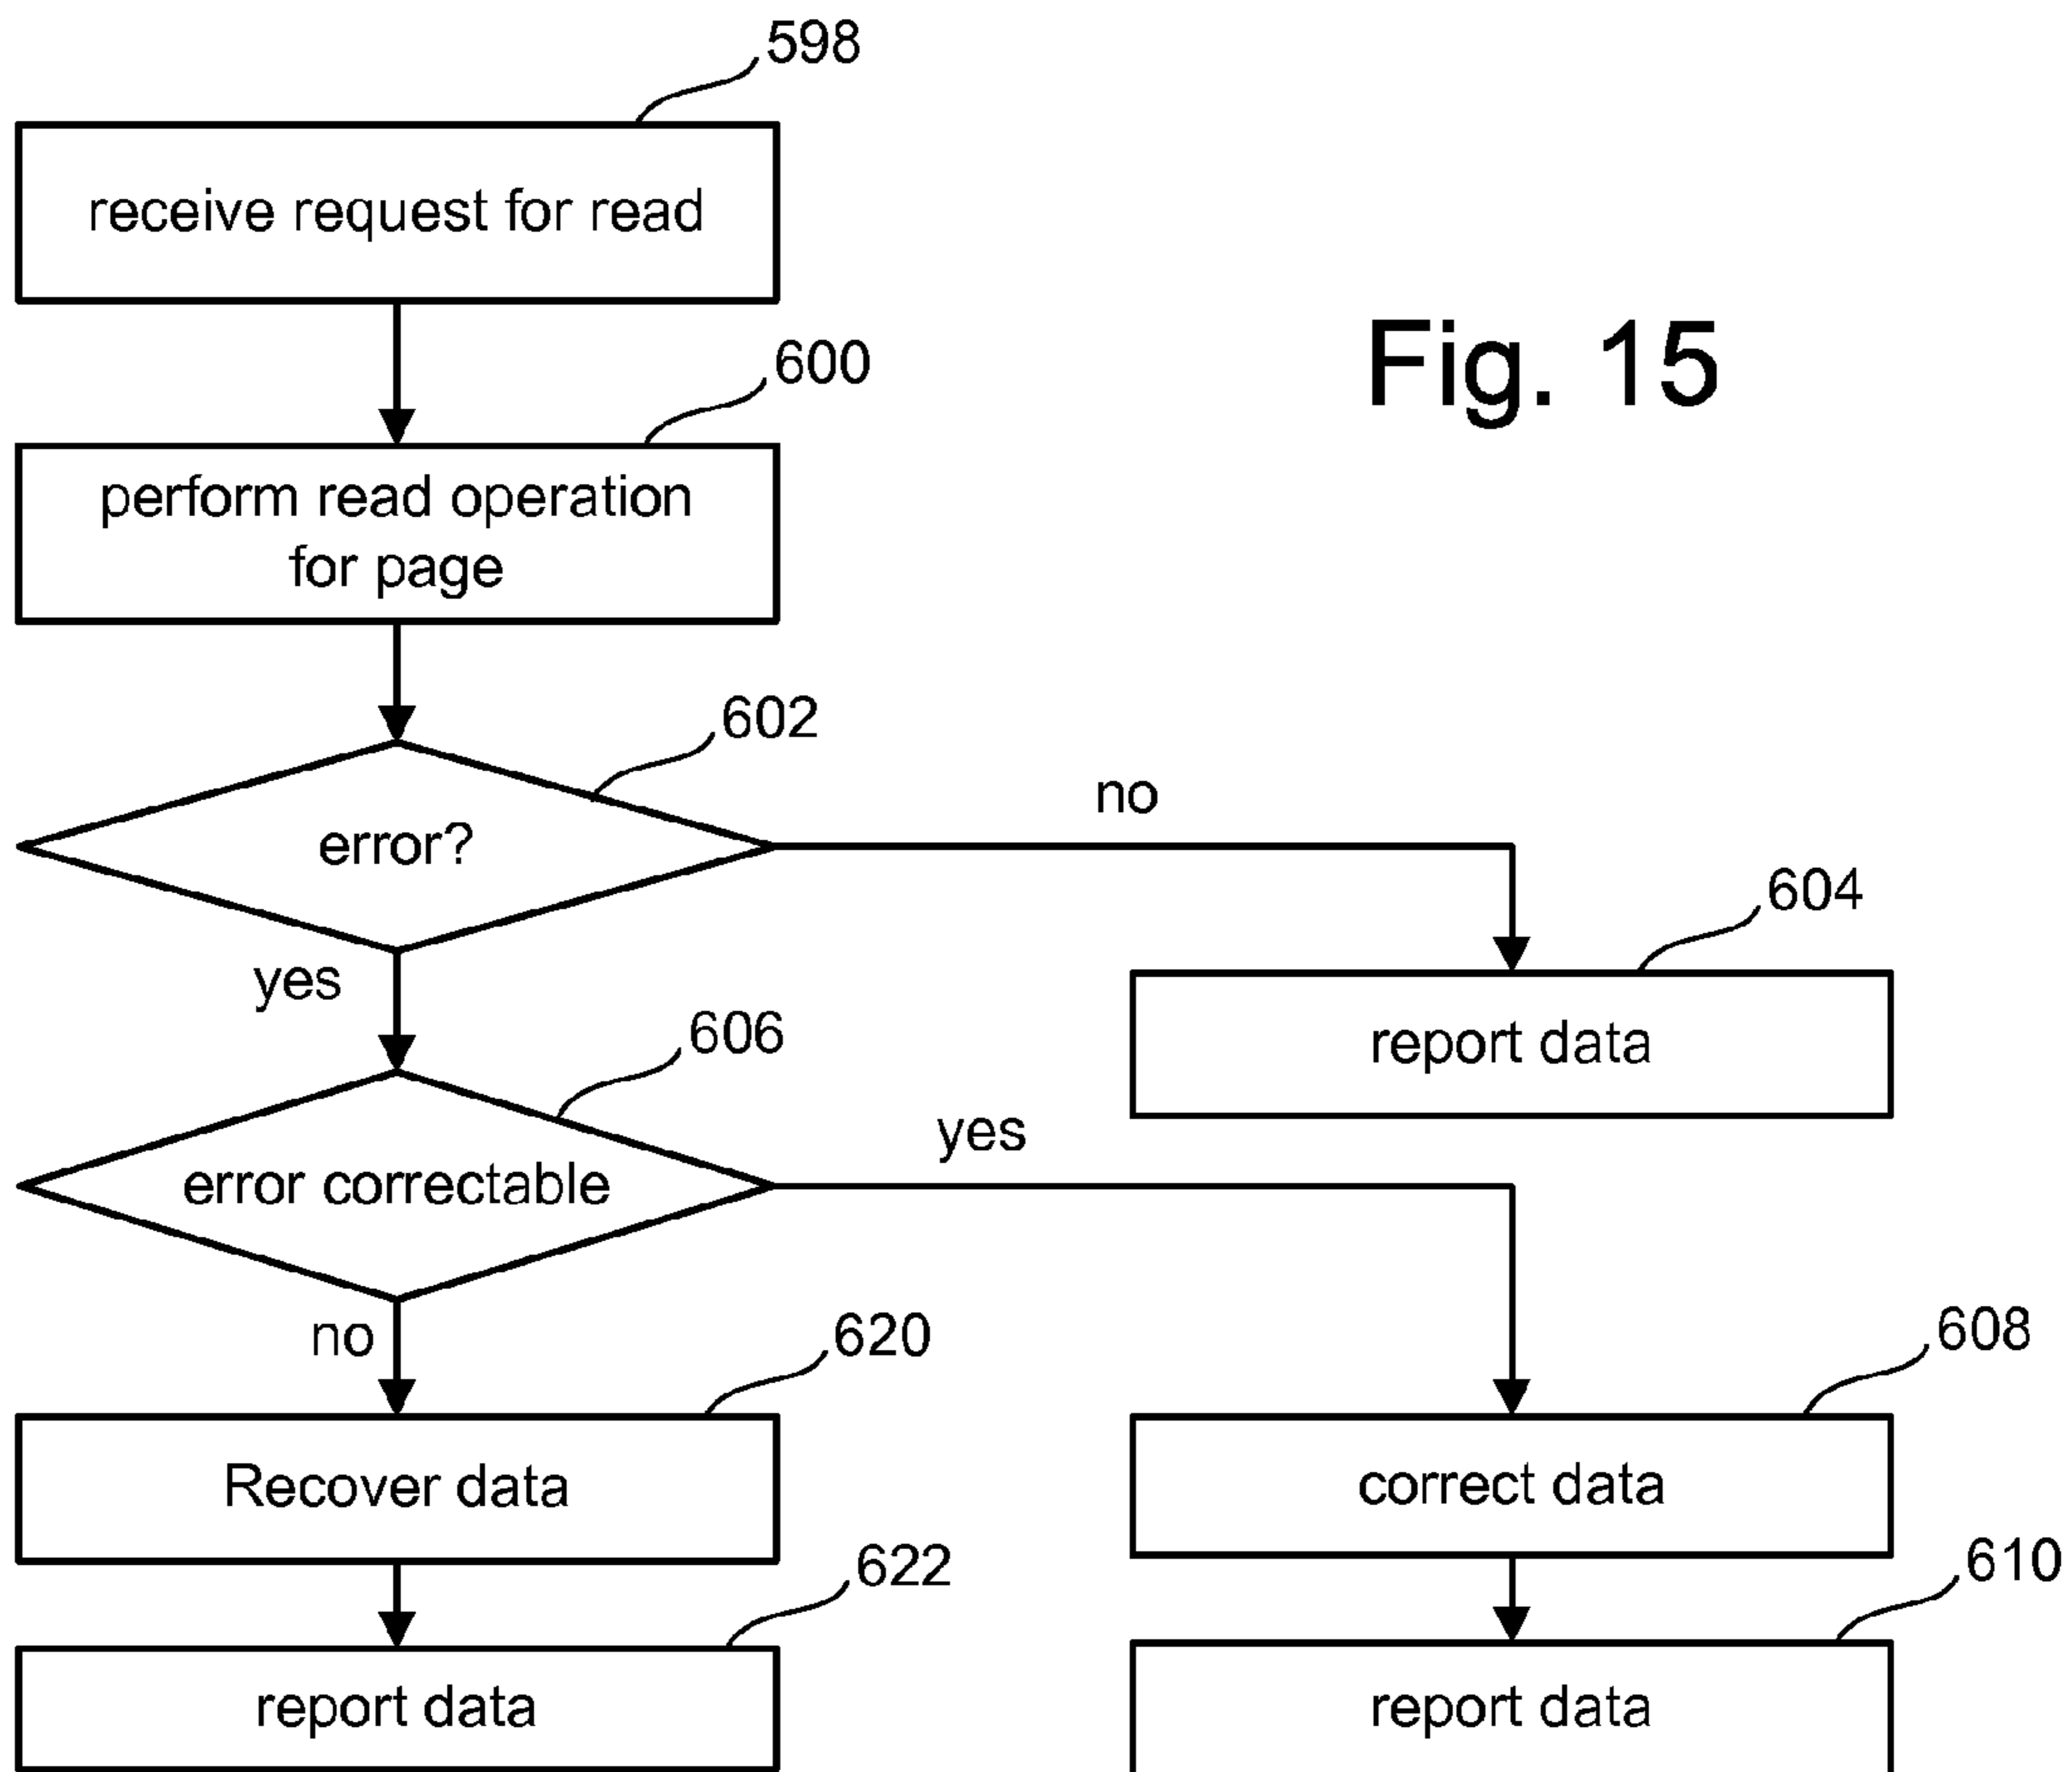 598
receive request for read
Fig. 15
600
perform read operation
for page
602
no
error?
604
yes
report data
606
yes
error correctable
608
no
620
correct data
Recover data
610
622
report data
report data